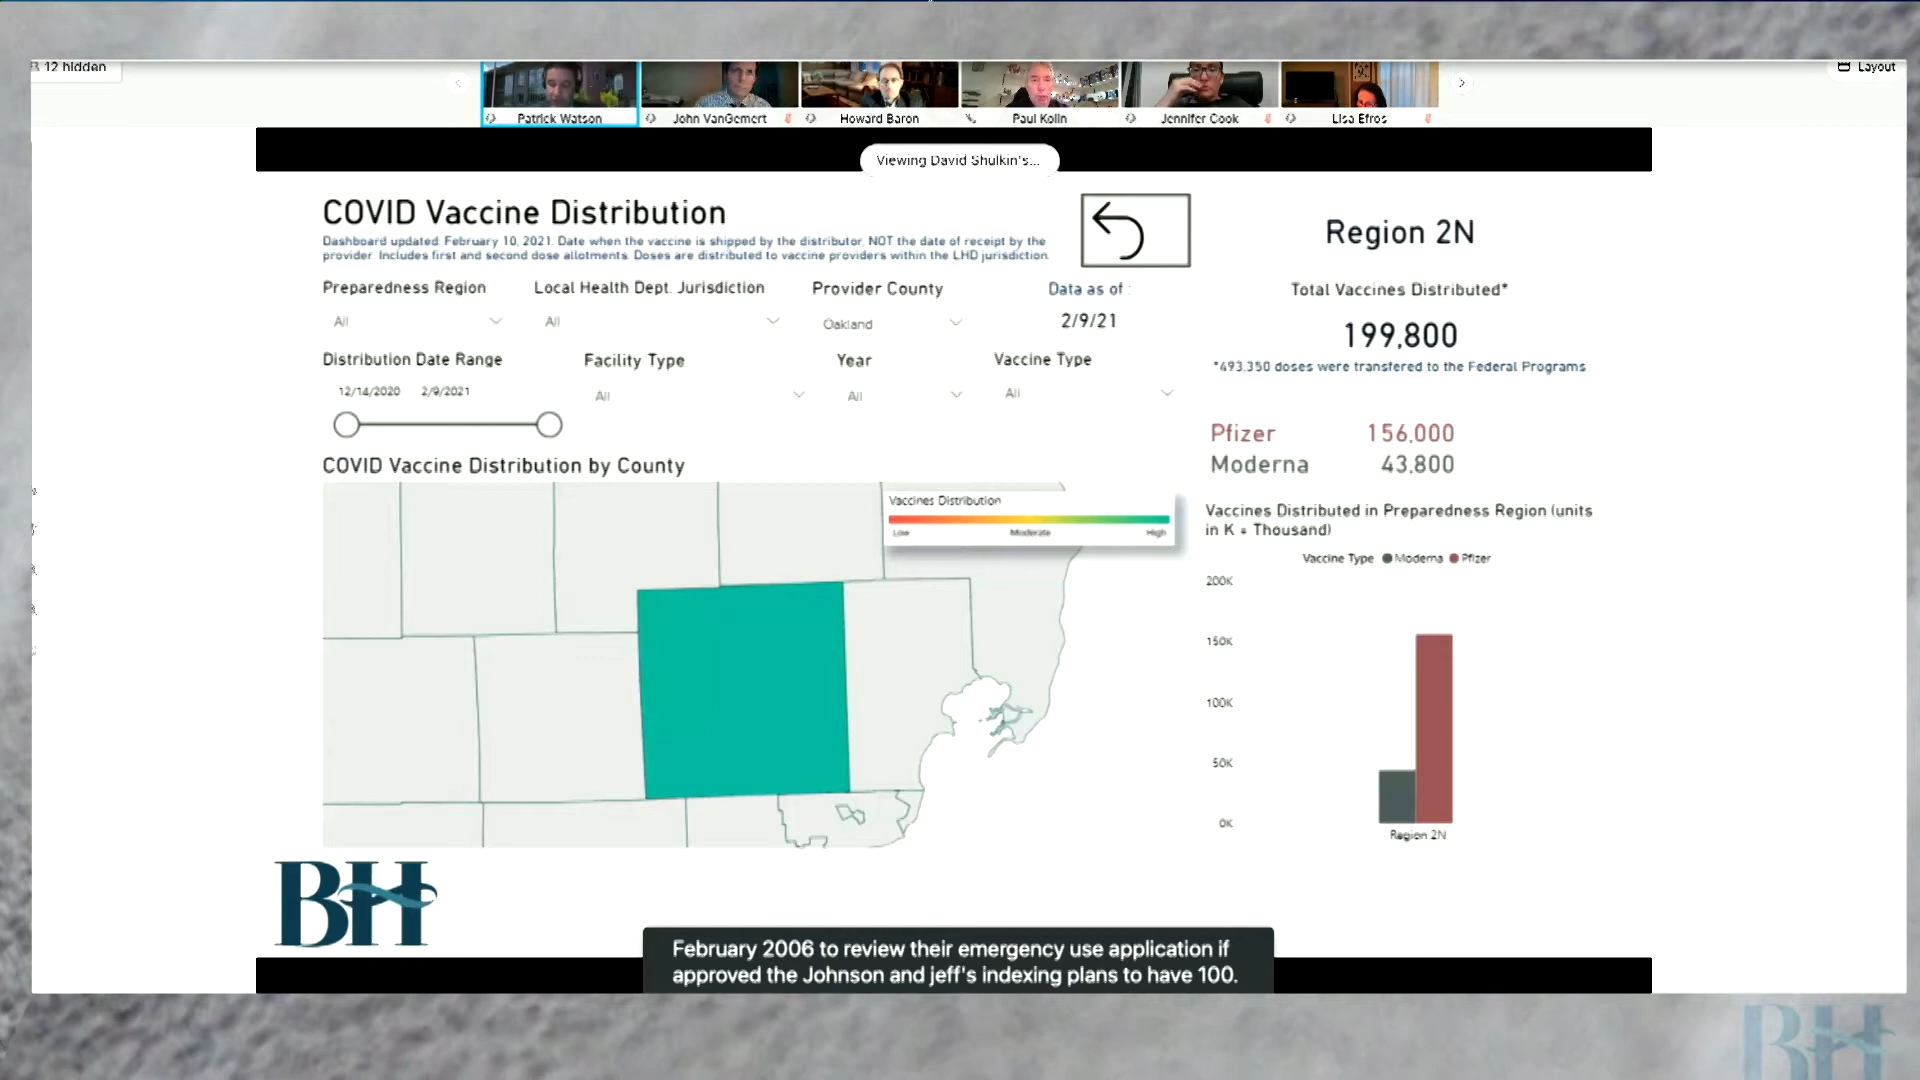 12 hidden
Layout
Patrick Watson
John VanGemert
Howard Baron
Paul Kolin
Jennifer Cook
Lisa Efros
Viewing David Shulkin's...
COVID Vaccine Distribution
Dashboard updated: February 10, 2021. Date when the vaccine is shipped by the distributor, NOT the date of receipt by the
provider. Includes first and second dose allotments. Doses are distributed to vaccine providers within the LHD jurisdiction.
Preparedness Region
All
Local Health Dept. Jurisdiction
All
Provider County
Oakland
Data as of :
2/9/21
Distribution Date Range
12/14/2020 2/9/2021
Facility Type
All
Year
All
Vaccine Type
All
COVID Vaccine Distribution by County
Vaccines Distribution
Low Moderate High
Region 2N
Total Vaccines Distributed*
199,800
*493,350 doses were transfered to the Federal Programs
Pfizer 156,000
Moderna 43,800
Vaccines Distributed in Preparedness Region (units
in K = Thousand)
Vaccine Type Moderna Pfizer
200K
150K
100K
50K
0K
Region 2N
BH
February 2006 to review their emergency use application if
approved the Johnson and jeff's indexing plans to have 100.
BH